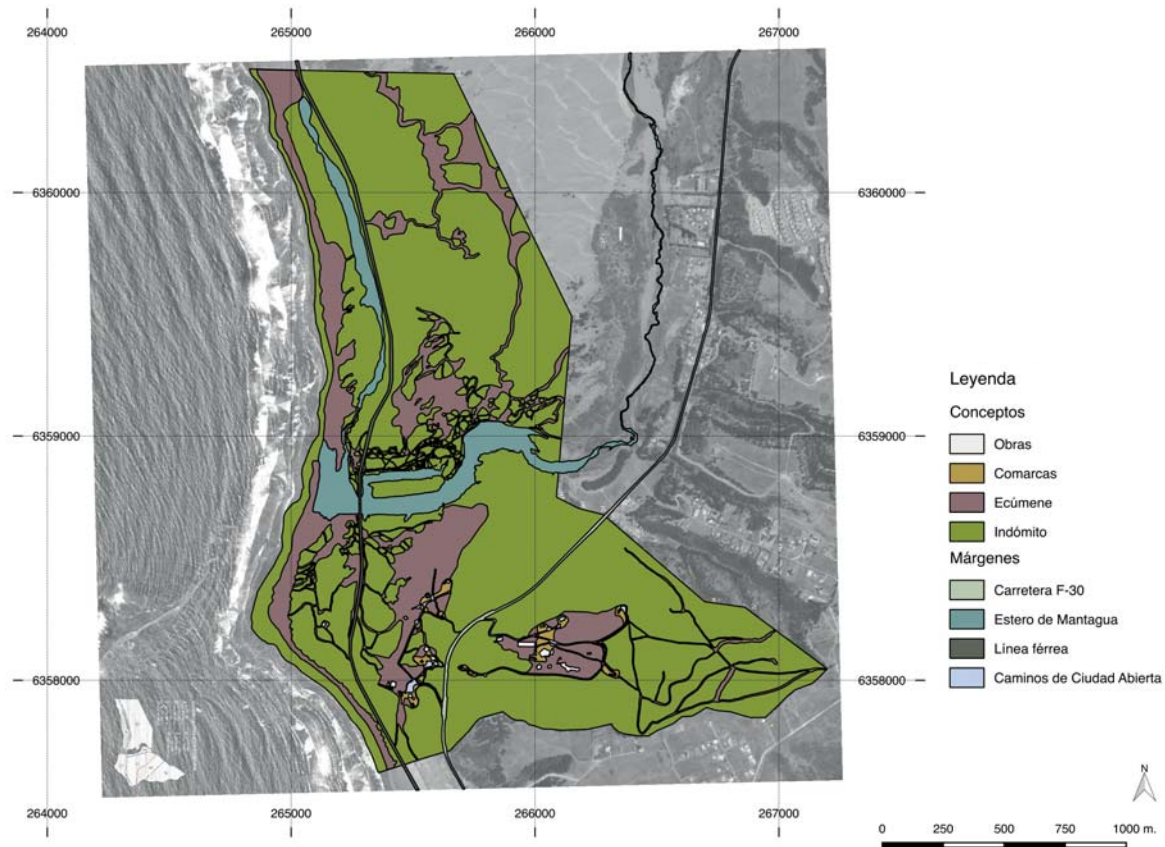 264000 265000 266000 267000
6360000 6360000
6359000 6359000
6358000 6358000
264000 265000 266000 267000
Leyenda
Conceptos
Obras
Comarcas
Ecúmene
Indómito
Márgenes
Carretera F-30
Estero de Mantagua
Línea férrea
Caminos de Ciudad Abierta
N
0 250 500 750 1000 m.